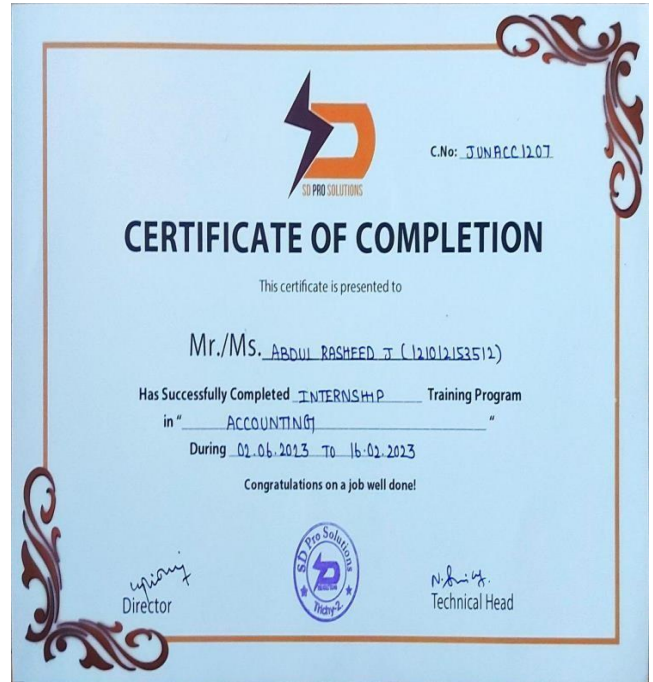 C.No: JUNACC1207
SD PRO SOLUTIONS
CERTIFICATE OF COMPLETION
This certificate is presented to
Mr./Ms. ABDUL RASHEED J (121012153512)
Has Successfully Completed INTERNSHIP Training Program
in " ACCOUNTING "
During 02.06.2023 TO 16.02.2023
Congratulations on a job well done!
SD Pro Solutions
Trichy-2.
Director
Technical Head